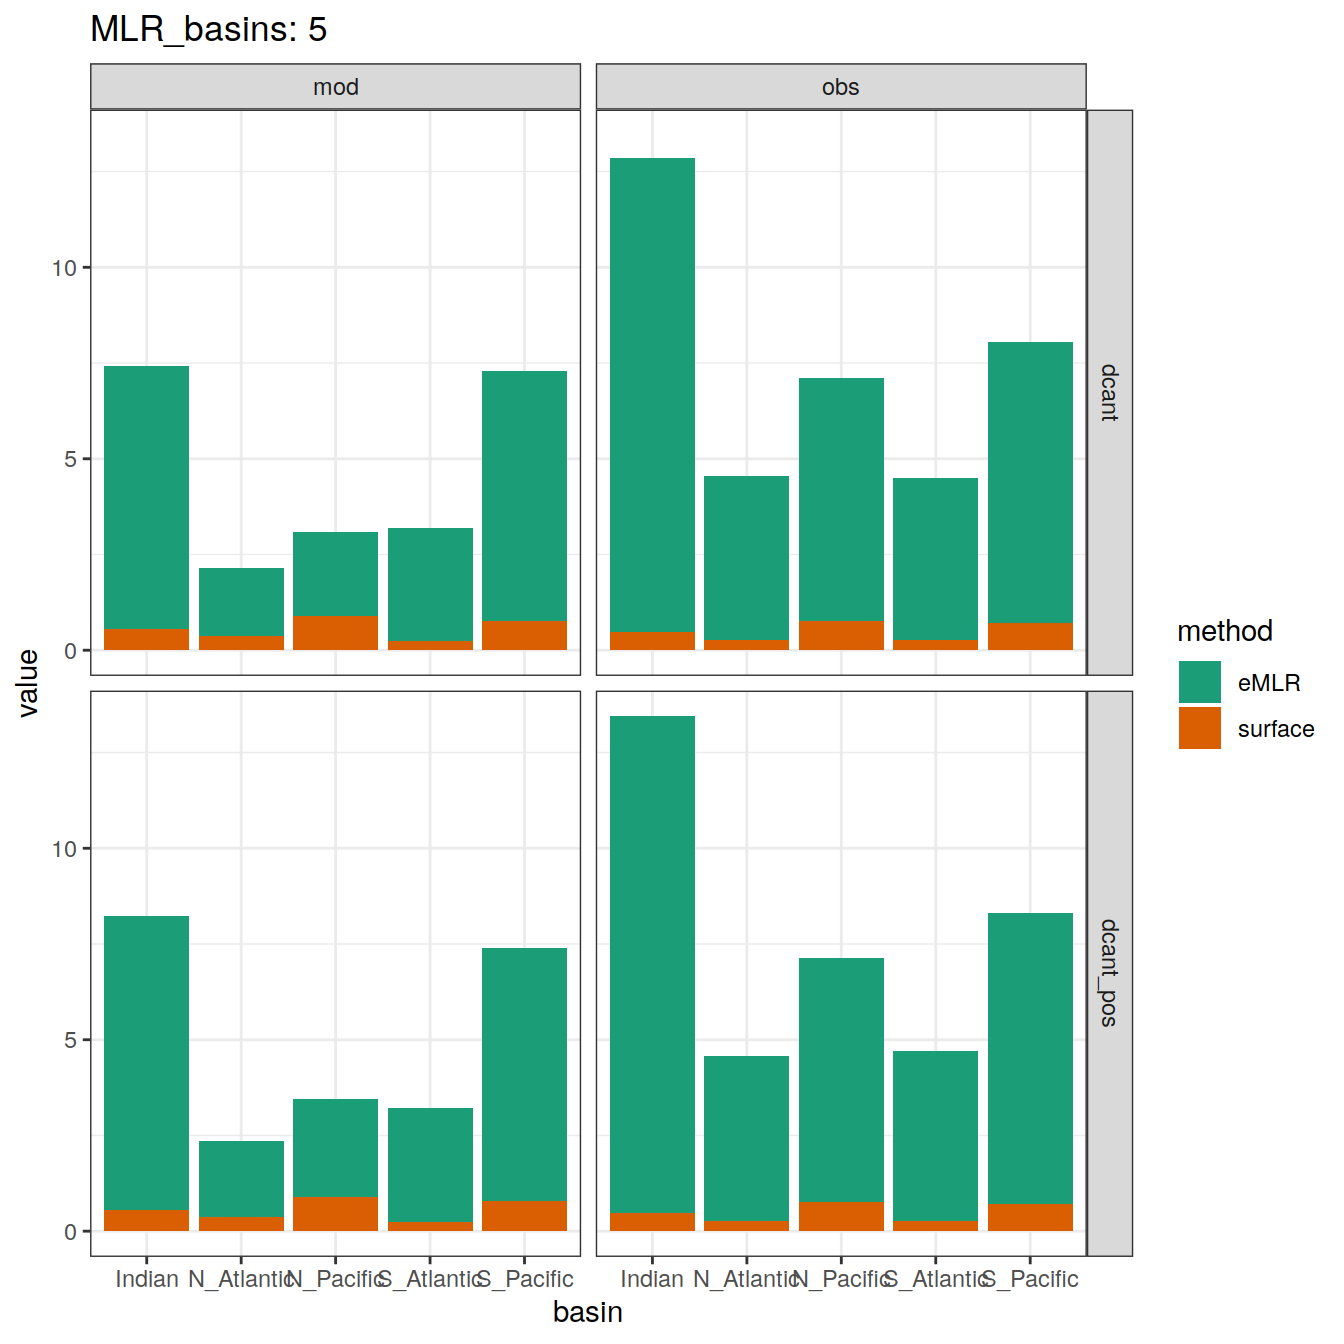 MLR_basins: 5
mod
obs
10
5
0
dcant
10
5
0
dcant_pos
value
Indian N_Atlantic N_Pacific S_Atlantic S_Pacific
Indian N_Atlantic N_Pacific S_Atlantic S_Pacific
basin
method
eMLR
surface